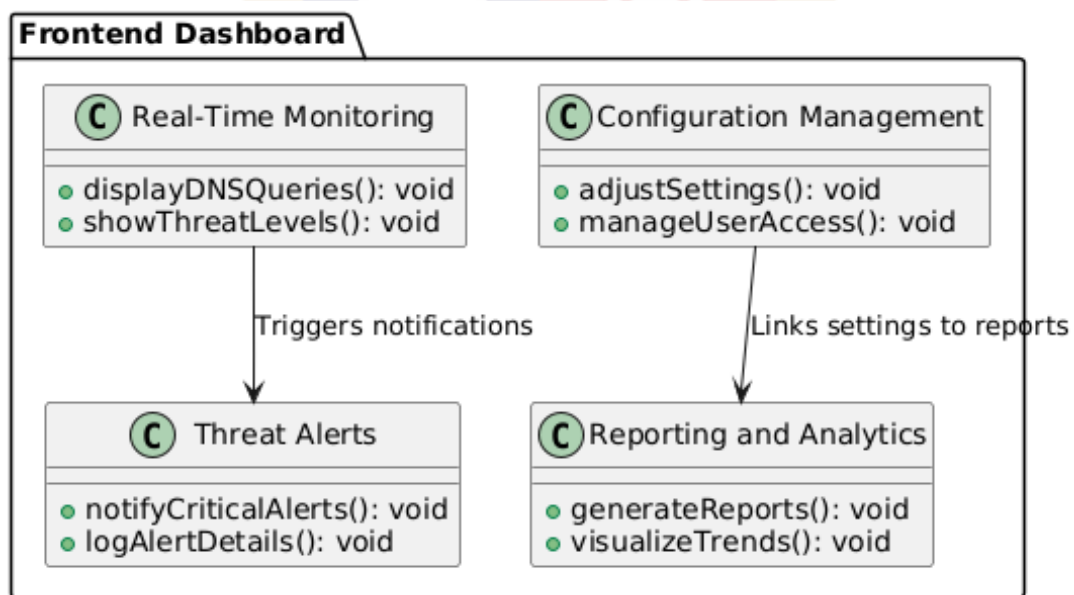 Frontend Dashboard
C Real-Time Monitoring
displayDNSQueries(): void
showThreatLevels(): void
C Configuration Management
adjustSettings(): void
manageUserAccess(): void
Triggers notifications
Links settings to reports
C Threat Alerts
notifyCriticalAlerts(): void
logAlertDetails(): void
C Reporting and Analytics
generateReports(): void
visualizeTrends(): void